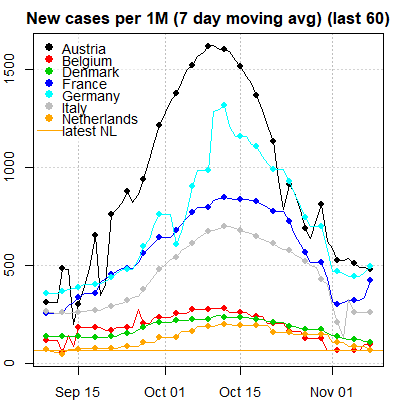 New cases per 1M (7 day moving avg) (last 60)
Austria
Belgium
Denmark
France
Germany
Italy
Netherlands
latest NL
1500
1000
500
0
Sep 15
Oct 01
Oct 15
Nov 01